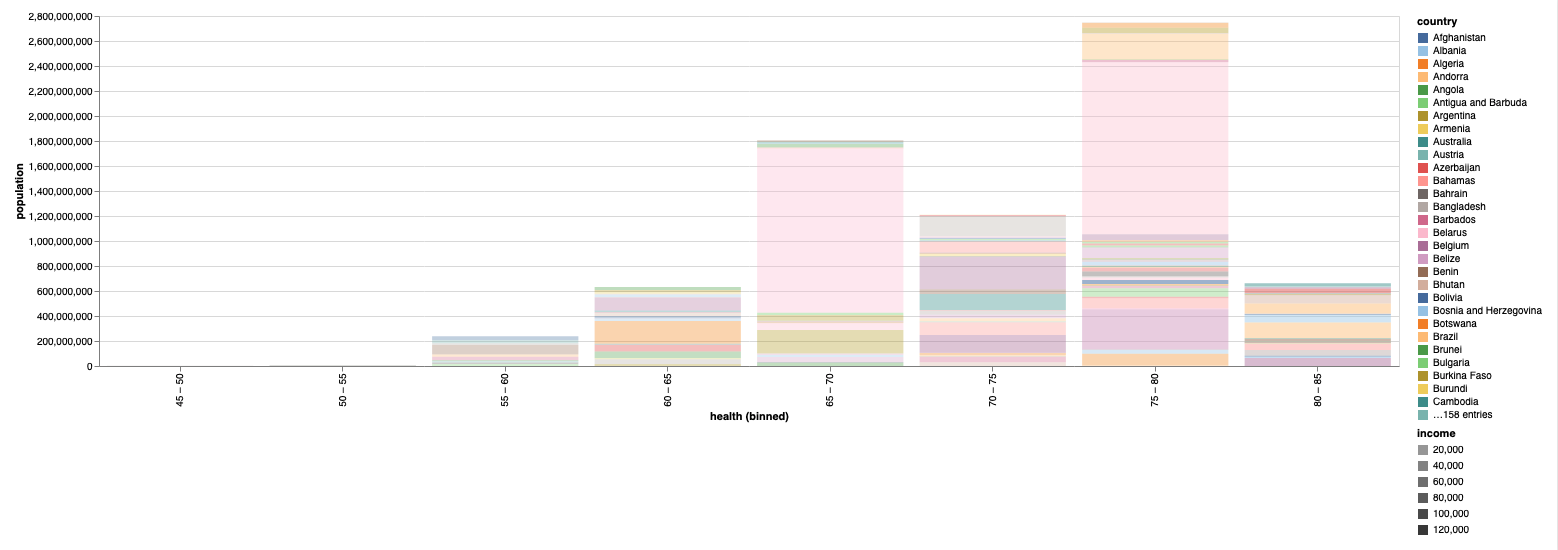 2,800,000,000
2,600,000,000
2,400,000,000
2,200,000,000
2,000,000,000
1,800,000,000
1,600,000,000
1,400,000,000
1,200,000,000
1,000,000,000
800,000,000
600,000,000
400,000,000
200,000,000
0
population
45 – 50
50 – 55
55 – 60
60 – 65
65 – 70
70 – 75
75 – 80
80 – 85
health (binned)
country
Afghanistan
Albania
Algeria
Andorra
Angola
Antigua and Barbuda
Argentina
Armenia
Australia
Austria
Azerbaijan
Bahamas
Bahrain
Bangladesh
Barbados
Belarus
Belgium
Belize
Benin
Bhutan
Bolivia
Bosnia and Herzegovina
Botswana
Brazil
Brunei
Bulgaria
Burkina Faso
Burundi
Cambodia
…158 entries
income
20,000
40,000
60,000
80,000
100,000
120,000